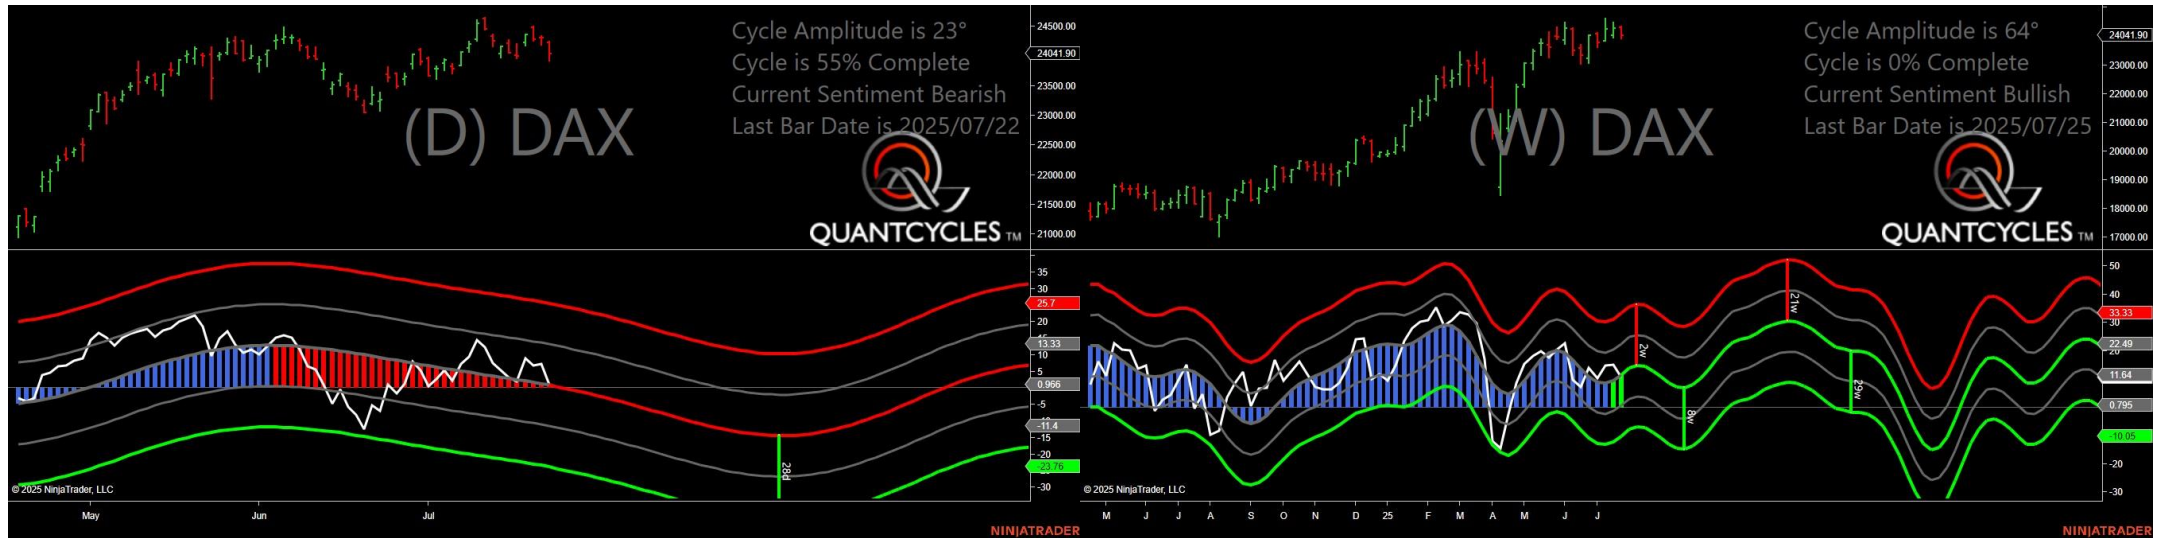 Cycle Amplitude is 23°
Cycle is 55% Complete
Current Sentiment Bearish
Last Bar Date is 2025/07/22
(D) DAX
QUANTCYCLES TM
24500.00
24041.90
23500.00
23000.00
22500.00
22000.00
21500.00
21000.00
35
30
25.7
20
13.33
10
5
0.966
-5
-11.4
-15
-20
-23.76
-30
28d
© 2025 NinjaTrader, LLC
May Jun Jul
NINJATRADER
Cycle Amplitude is 64°
Cycle is 0% Complete
Current Sentiment Bullish
Last Bar Date is 2025/07/25
(W) DAX
QUANTCYCLES TM
24041.90
23000.00
22000.00
21000.00
20000.00
19000.00
18000.00
17000.00
50
40
33.33
30
22.49
20
11.64
0.795
-10.05
-20
-30
2w
8w
21w
29w
© 2025 NinjaTrader, LLC
M J J A S O N D 25 F M A M J J
NINJATRADER